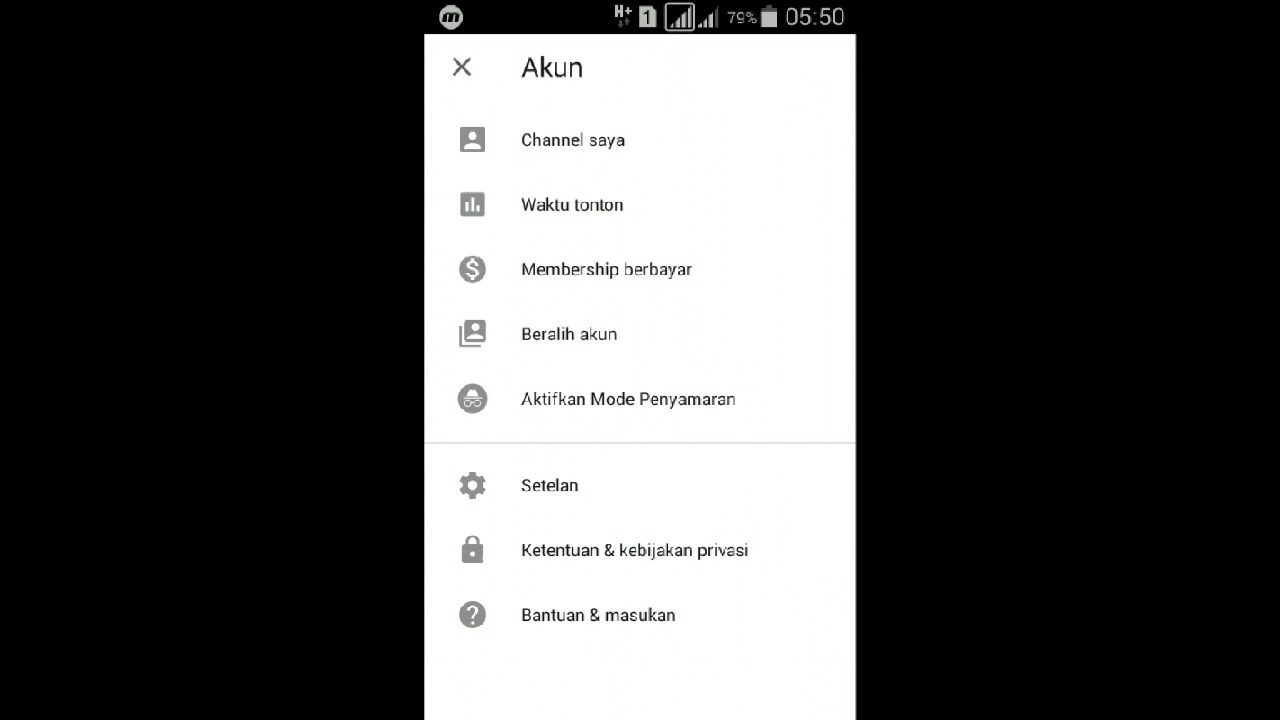 H+ 1 79% 05:50
Akun
Channel saya
Waktu tonton
Membership berbayar
Beralih akun
Aktifkan Mode Penyamaran
Setelan
Ketentuan & kebijakan privasi
Bantuan & masukan